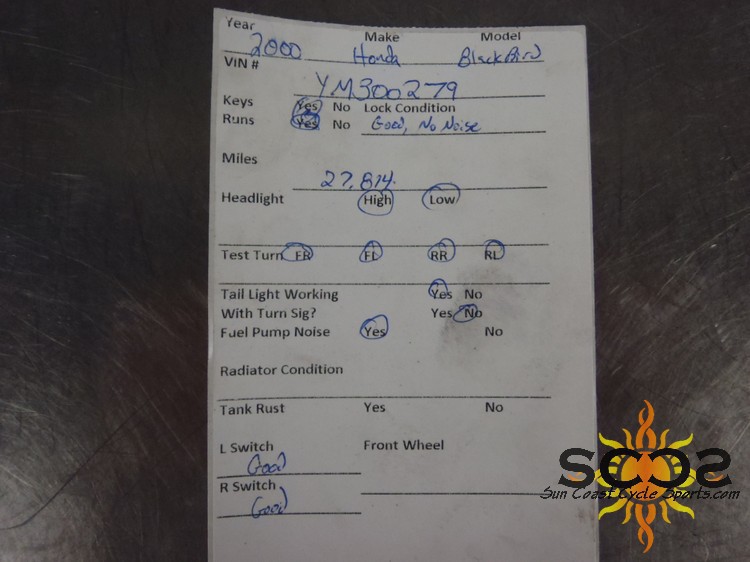 Year Make Model
2000 Honda BlackBird
VIN # YM300279
Keys Yes No Lock Condition
Runs Yes No Good, No Noise
Miles 27,814.
Headlight High Low
Test Turn FR FL RR RL
Tail Light Working Yes No
With Turn Sig? Yes No
Fuel Pump Noise Yes No
Radiator Condition
Tank Rust Yes No
L Switch Front Wheel
Good
R Switch
Good
SCCS
Sun Coast Cycle Sports.com